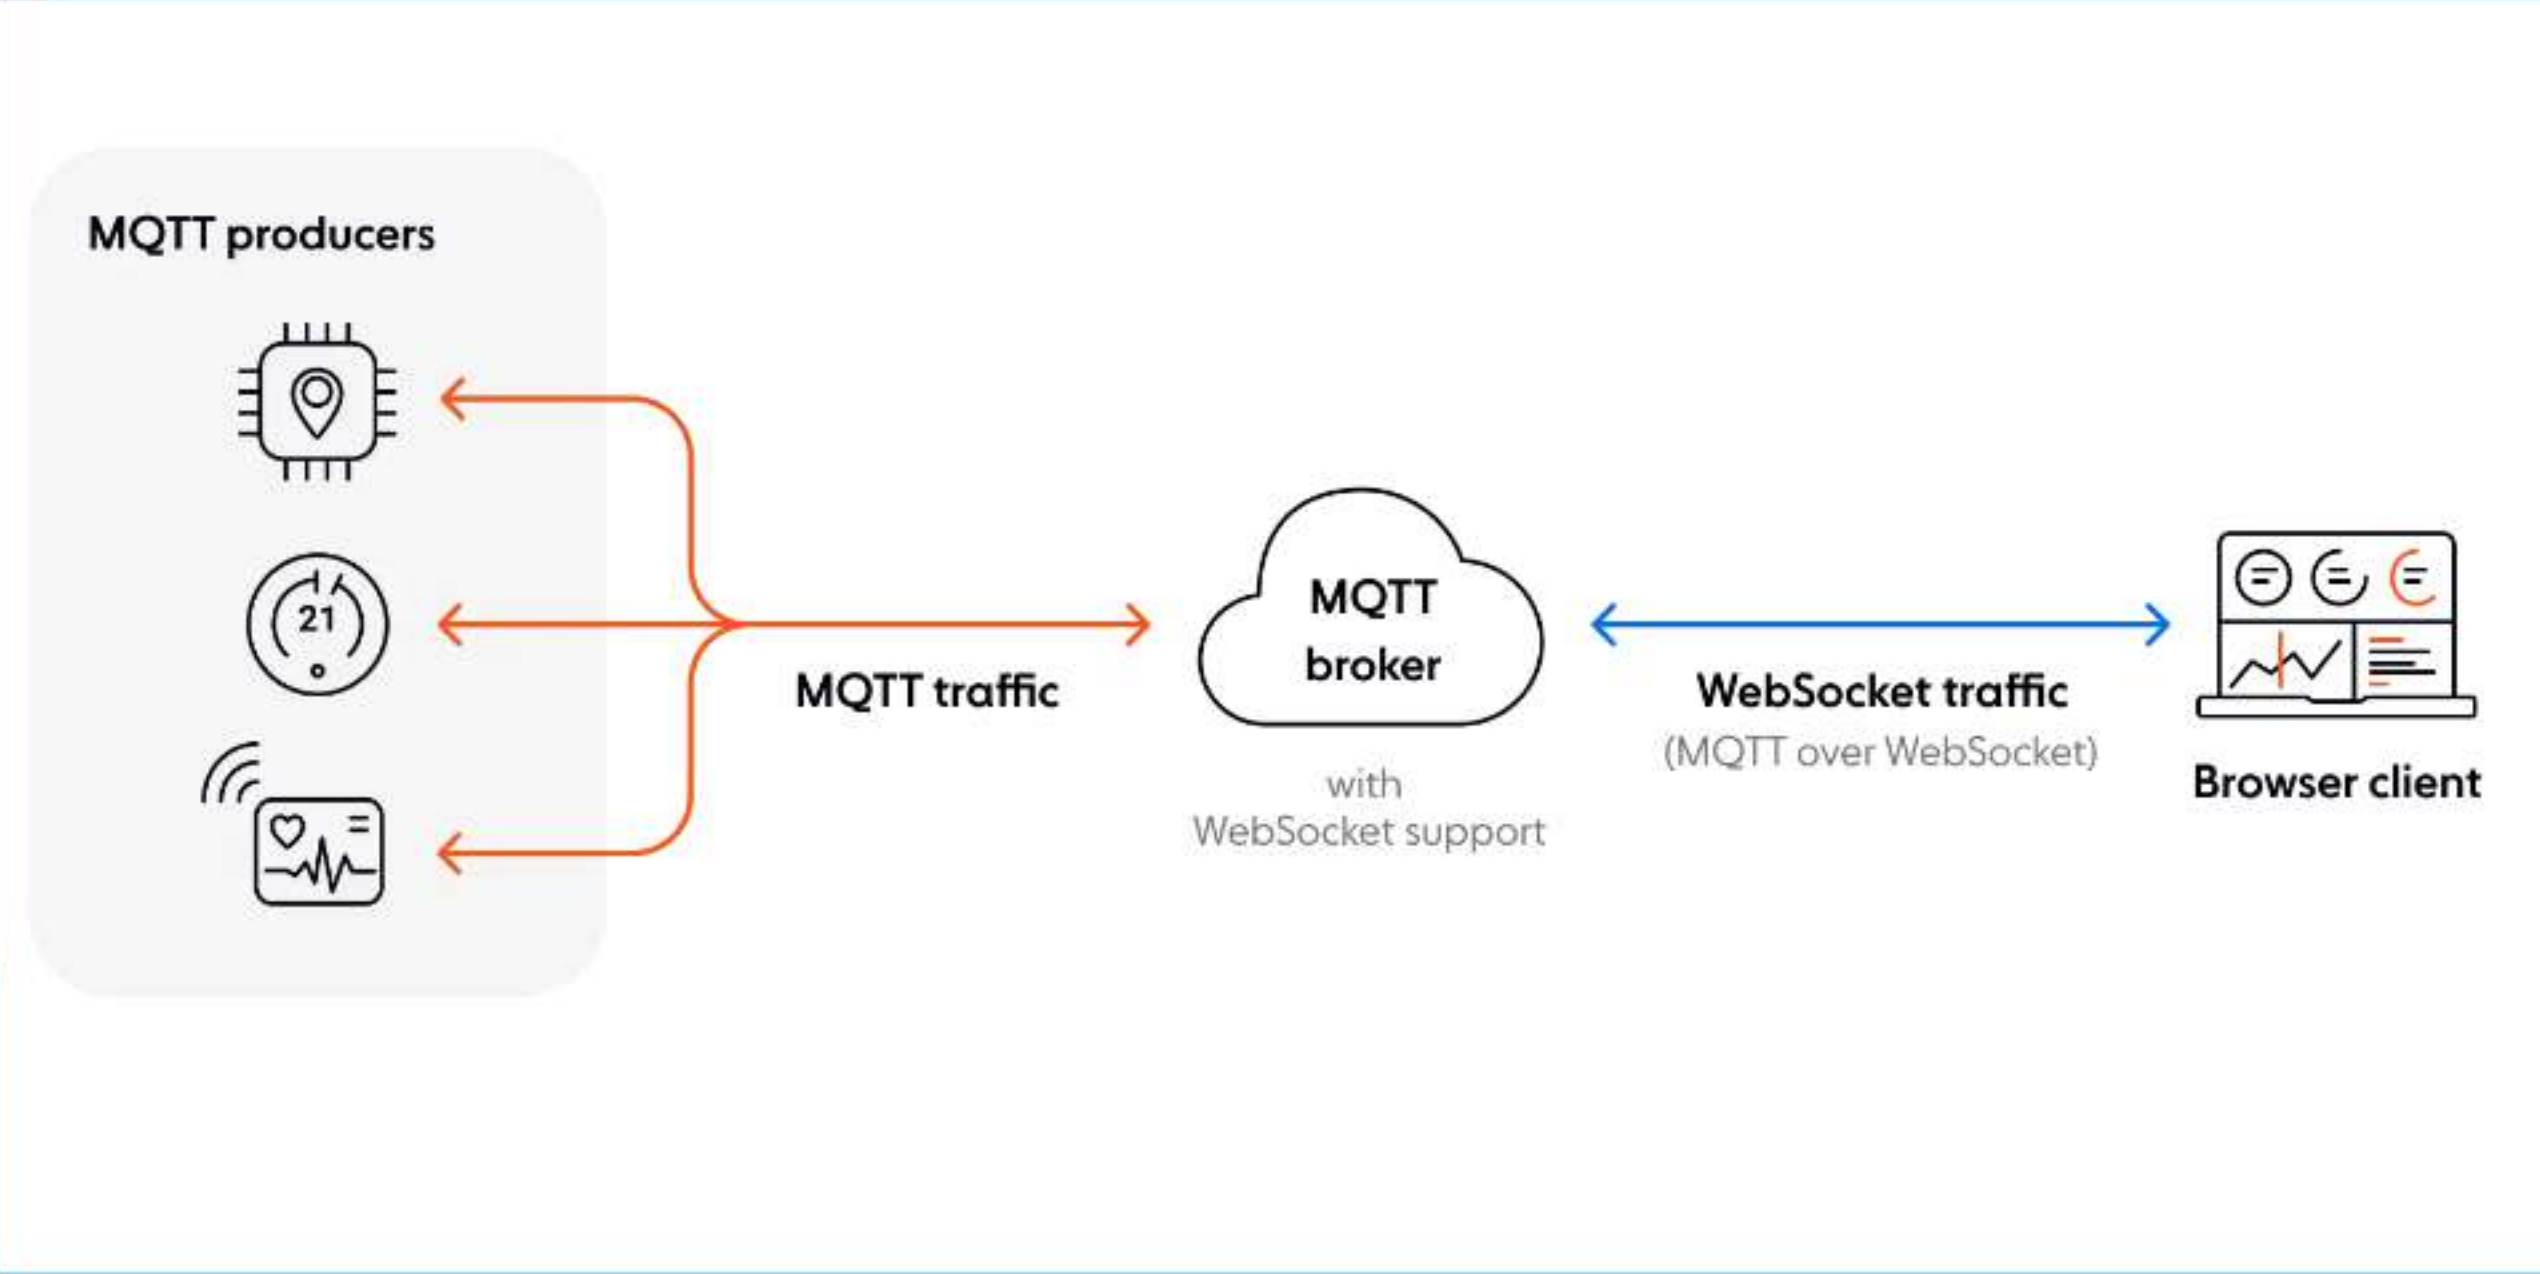 MQTT producers
21
MQTT traffic
MQTT
broker
with
WebSocket support
WebSocket traffic
(MQTT over WebSocket)
Browser client